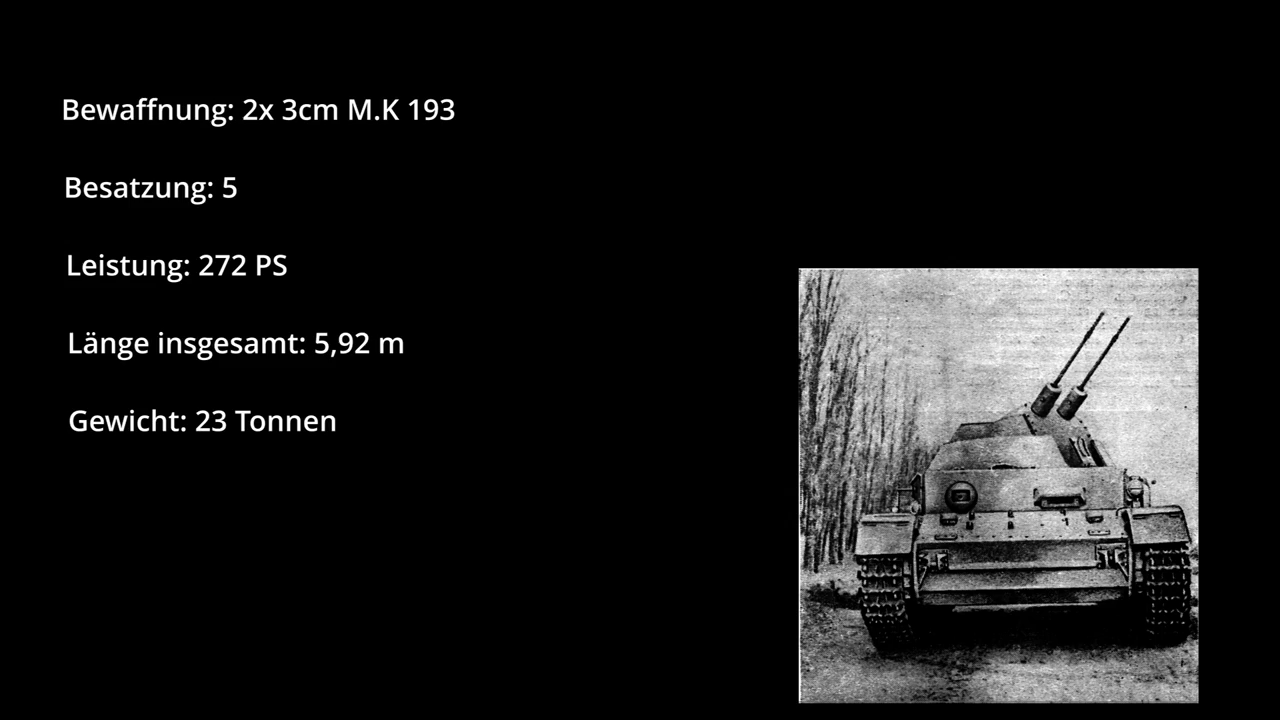 Bewaffnung: 2x 3cm M.K 193
Besatzung: 5
Leistung: 272 PS
Länge insgesamt: 5,92 m
Gewicht: 23 Tonnen